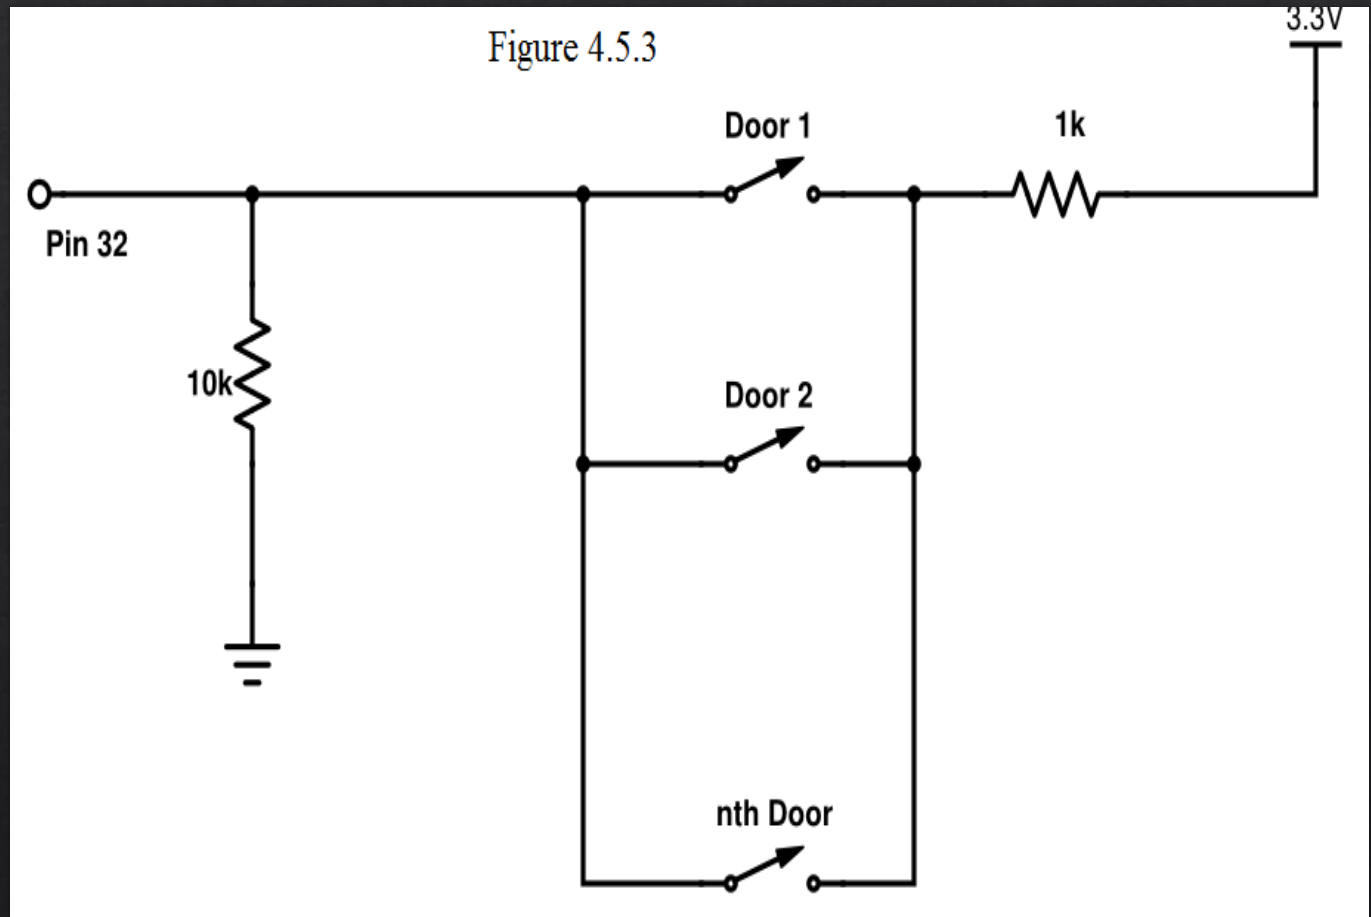 3.3V
Figure 4.5.3
Door 1
1k
Pin 32
10k
Door 2
nth Door